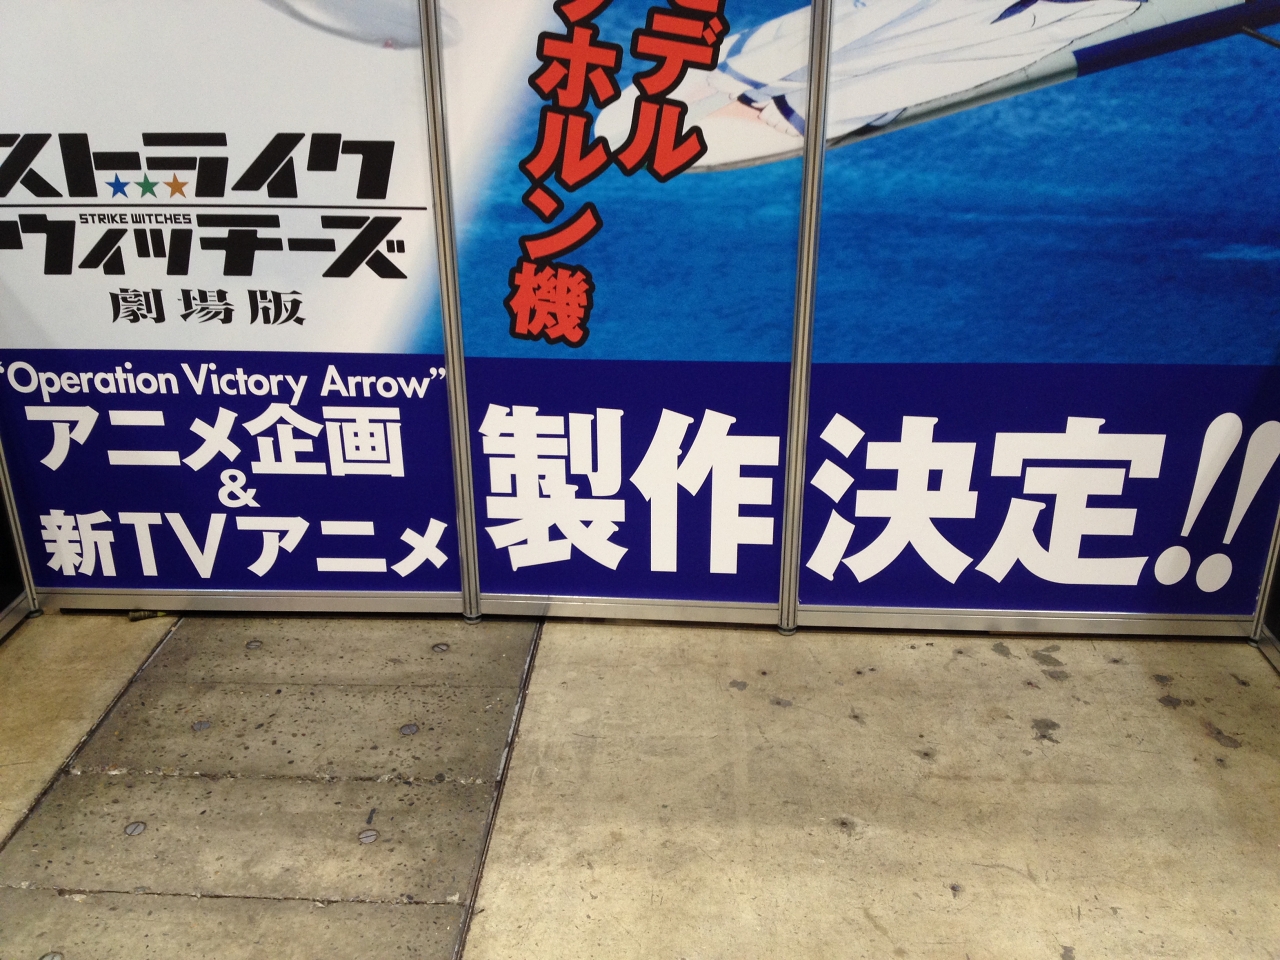 ストライク
STRIKE WITCHES
ウィッチーズ
劇場版
デル
ホルン機
"Operation Victory Arrow"
アニメ企画
&
新TVアニメ
製作決定!!